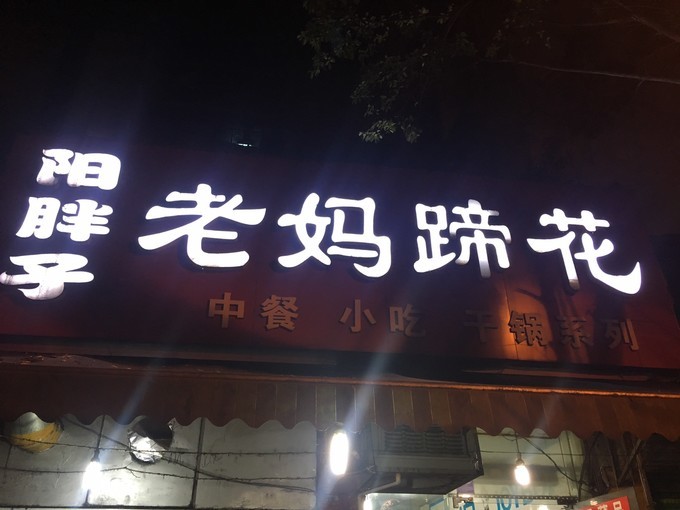 阳胖子
老妈蹄花
中餐 小吃 干锅系列